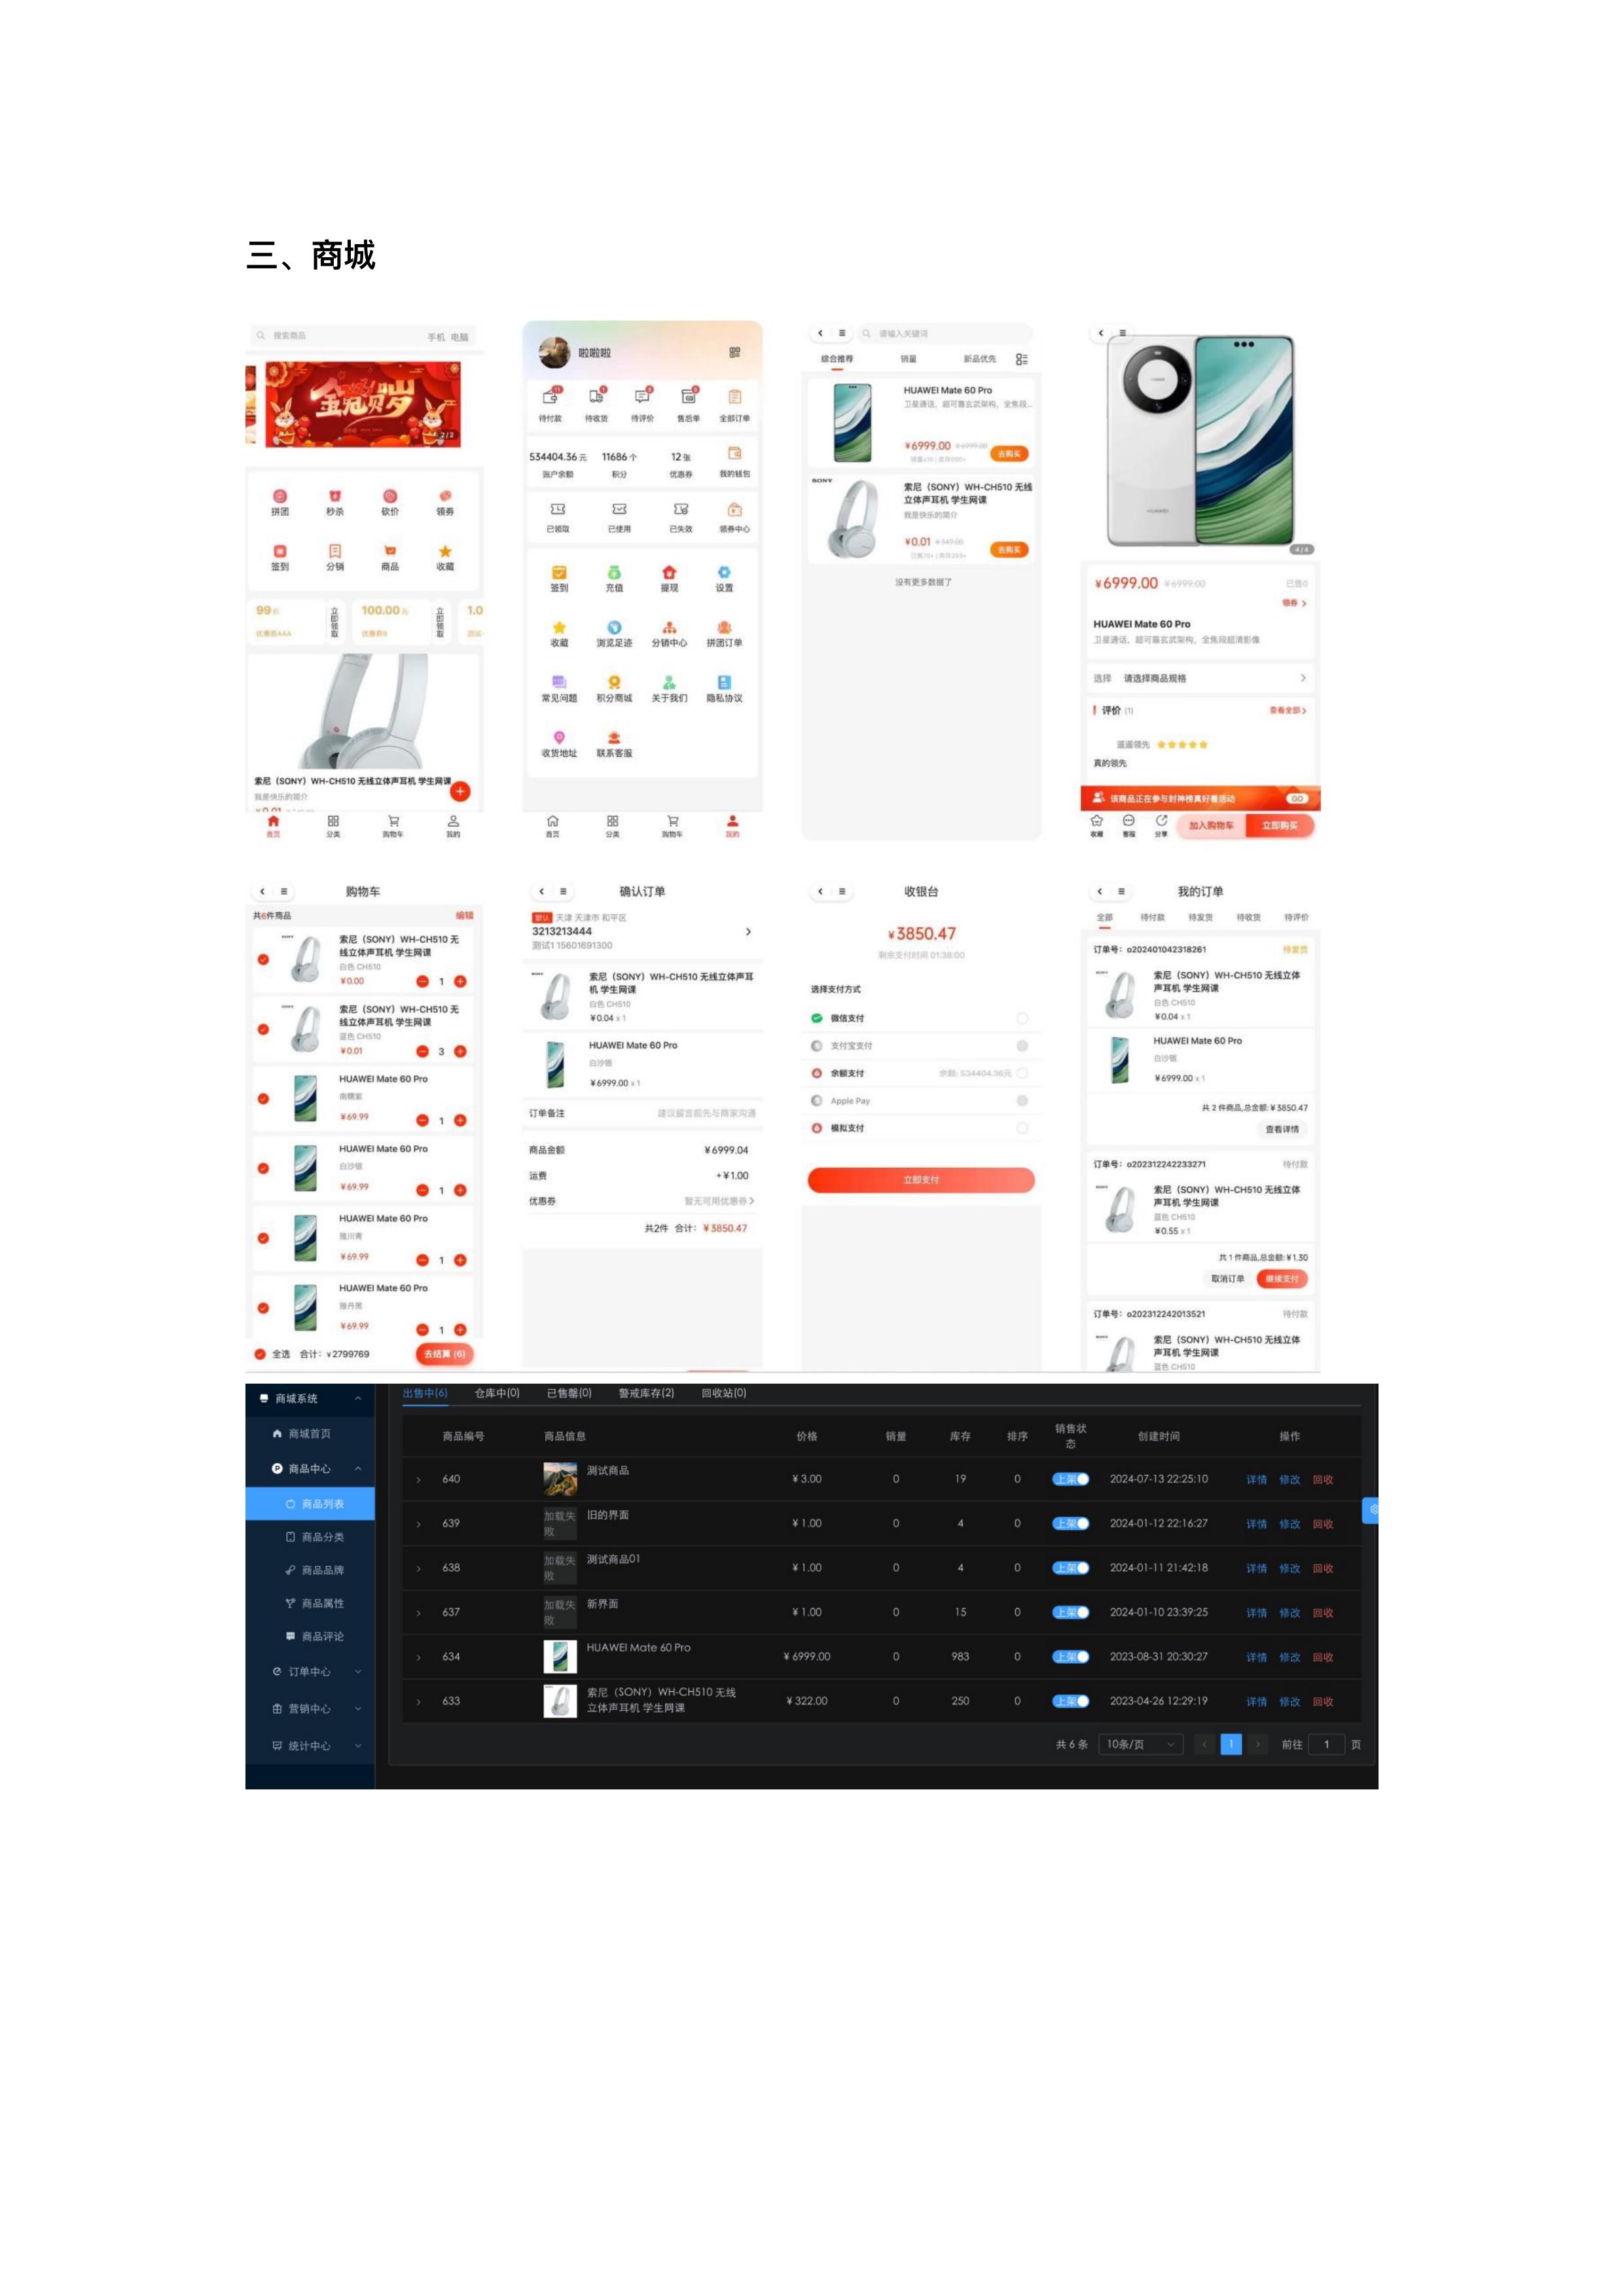 三、商城
搜索商品
手机 电脑
金兔贺岁
2/2
拼团 秒杀 砍价 领券
签到 分销 商品 收藏
99
立即领取
100.00元
立即领取
1.0
优惠券AAA
优惠券B
索尼（SONY）WH-CH510 无线立体声耳机 学生网课
我是快乐的简介
首页 分类 购物车 我的
啦啦啦
待付款 待收货 待评价 售后单 全部订单
534404.36 元 11686 个 12 张
账户余额 积分 优惠券 我的钱包
已领取 已使用 已失效 领券中心
签到 充值 提现 设置
收藏 浏览足迹 分销中心 拼团订单
常见问题 积分商城 关于我们 隐私协议
收货地址 联系客服
首页 分类 购物车 我的
请输入关键词
综合推荐 销量 新品优先
HUAWEI Mate 60 Pro
卫星通话，超可靠玄武架构，全焦段...
¥6999.00 ¥6999.00
去购买
SONY
索尼（SONY）WH-CH510 无线
立体声耳机 学生网课
我是快乐的简介
¥0.01
去购买
没有更多数据了
HUAWEI
4/4
¥6999.00 ¥6999.00
已售0
领券
HUAWEI Mate 60 Pro
卫星通话，超可靠玄武架构，全焦段超清影像
选择 请选择商品规格
评价 (1)
查看全部
遥遥领先
真的领先
该商品正在参与封神榜真好看活动
GO
收藏 客服 分享 加入购物车 立即购买
购物车
共6件商品
编辑
索尼（SONY）WH-CH510 无
线立体声耳机 学生网课
白色 CH510
¥0.00
1
索尼（SONY）WH-CH510 无
线立体声耳机 学生网课
蓝色 CH510
¥0.01
3
HUAWEI Mate 60 Pro
南糯紫
¥69.99
1
HUAWEI Mate 60 Pro
白沙银
¥69.99
1
HUAWEI Mate 60 Pro
雅川青
¥69.99
1
HUAWEI Mate 60 Pro
雅丹黑
¥69.99
1
全选 合计：¥2799769
去结算 (6)
确认订单
默认 天津 天津市 和平区
3213213444
测试1 15601691300
索尼（SONY）WH-CH510 无线立体声耳
机 学生网课
白色 CH510
¥0.04 x 1
HUAWEI Mate 60 Pro
白沙银
¥6999.00 x 1
订单备注
建议留言前先与商家沟通
商品金额
¥6999.04
运费
+¥1.00
优惠券
暂无可用优惠券
共2件 合计：¥3850.47
收银台
¥3850.47
剩余支付时间 01:38:00
选择支付方式
微信支付
支付宝支付
余额支付
余额: 534404.36元
Apple Pay
模拟支付
立即支付
我的订单
全部 待付款 待发货 待收货 待评价
订单号：o202401042318261
待发货
索尼（SONY）WH-CH510 无线立体
声耳机 学生网课
白色 CH510
¥0.04 x 1
HUAWEI Mate 60 Pro
白沙银
¥6999.00 x 1
共 2 件商品,总金额:¥3850.47
查看详情
订单号：o202312242233271
待付款
索尼（SONY）WH-CH510 无线立体
声耳机 学生网课
蓝色 CH510
¥0.55 x 1
共 1 件商品,总金额:¥1.30
取消订单 继续支付
订单号：o202312242013521
待付款
索尼（SONY）WH-CH510 无线立体
声耳机 学生网课
蓝色 CH510
商城系统
商城首页
商品中心
商品列表
商品分类
商品品牌
商品属性
商品评论
订单中心
营销中心
统计中心
出售中(6) 仓库中(0) 已售罄(0) 警戒库存(2) 回收站(0)
商品编号 商品信息 价格 销量 库存 排序 销售状态 创建时间 操作
640 测试商品 ¥ 3.00 0 19 0 上架 2024-07-13 22:25:10 详情 修改 回收
639 加载失败 旧的界面 ¥ 1.00 0 4 0 上架 2024-01-12 22:16:27 详情 修改 回收
638 加载失败 测试商品01 ¥ 1.00 0 4 0 上架 2024-01-11 21:42:18 详情 修改 回收
637 加载失败 新界面 ¥ 1.00 0 15 0 上架 2024-01-10 23:39:25 详情 修改 回收
634 HUAWEI Mate 60 Pro ¥ 6999.00 0 983 0 上架 2023-08-31 20:30:27 详情 修改 回收
633 索尼（SONY）WH-CH510 无线立体声耳机 学生网课 ¥ 322.00 0 250 0 上架 2023-04-26 12:29:19 详情 修改 回收
共 6 条 10条/页 1 前往 1 页